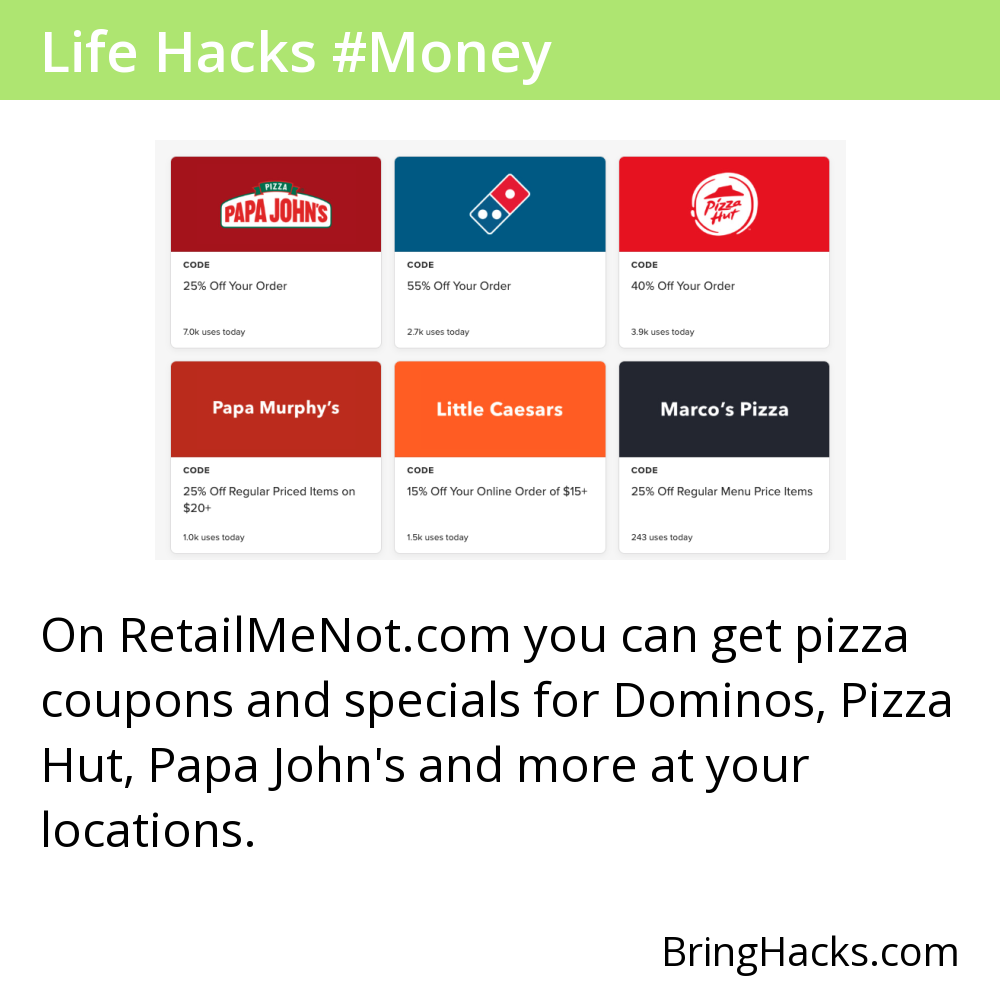 Life Hacks #Money
PIZZA
PAPA JOHN'S
Pizza
Hut
CODE
25% Off Your Order
7.0k uses today
CODE
55% Off Your Order
2.7k uses today
CODE
40% Off Your Order
3.9k uses today
Papa Murphy's
Little Caesars
Marco's Pizza
CODE
25% Off Regular Priced Items on
$20+
1.0k uses today
CODE
15% Off Your Online Order of $15+
1.5k uses today
CODE
25% Off Regular Menu Price Items
243 uses today
On RetailMeNot.com you can get pizza
coupons and specials for Dominos, Pizza
Hut, Papa John's and more at your
locations.
BringHacks.com